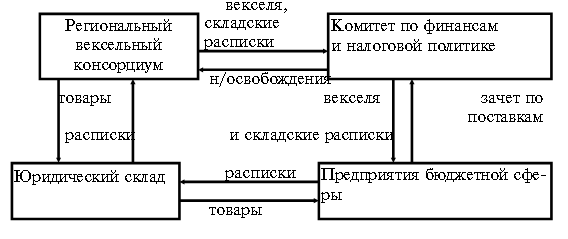 векселя,
складские
расписки
Региональный
вексельный
консорциум
Комитет по финансам
и налоговой политике
н/освобождения
товары
векселя
зачет по
поставкам
расписки
и складские расписки
Юридический склад
расписки
Предприятия бюджетной сфе-
ры
товары